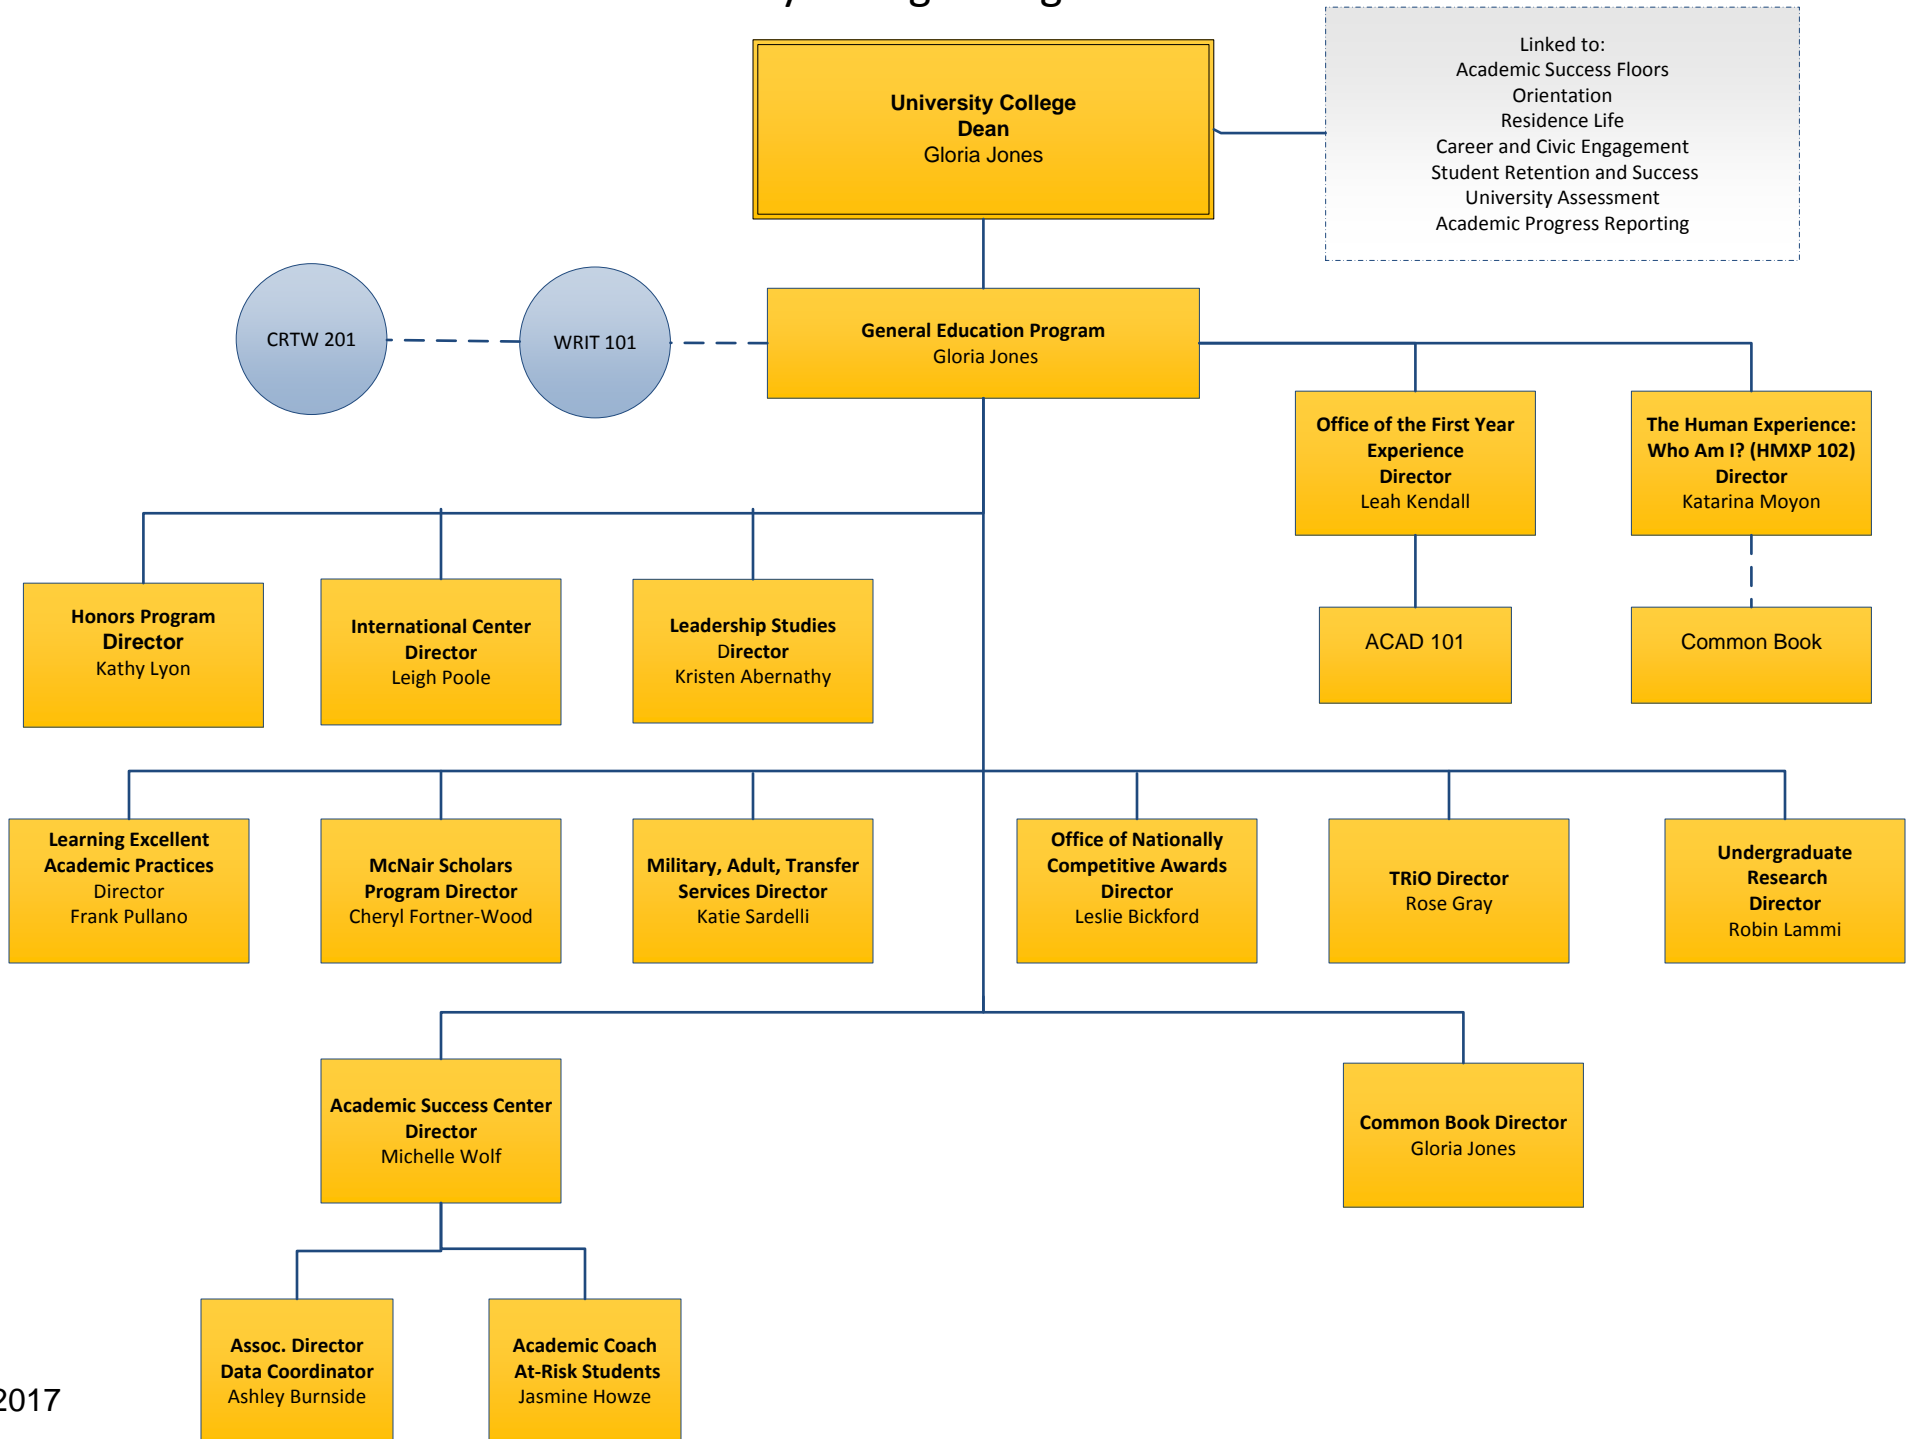 Linked to:
Academic Success Floors
Orientation
Residence Life
Career and Civic Engagement
Student Retention and Success
University Assessment
Academic Progress Reporting
University College
Dean
Gloria Jones
CRTW 201
WRIT 101
General Education Program
Gloria Jones
Office of the First Year
Experience
Director
Leah Kendall
The Human Experience:
Who Am I? (HMXP 102)
Director
Katarina Moyon
Honors Program
Director
Kathy Lyon
International Center
Director
Leigh Poole
Leadership Studies
Director
Kristen Abernathy
ACAD 101
Common Book
Learning Excellent
Academic Practices
Director
Frank Pullano
McNair Scholars
Program Director
Cheryl Fortner-Wood
Military, Adult, Transfer
Services Director
Katie Sardelli
Office of Nationally
Competitive Awards
Director
Leslie Bickford
TRiO Director
Rose Gray
Undergraduate
Research
Director
Robin Lammi
Academic Success Center
Director
Michelle Wolf
Common Book Director
Gloria Jones
Assoc. Director
Data Coordinator
Ashley Burnside
Academic Coach
At-Risk Students
Jasmine Howze
2017